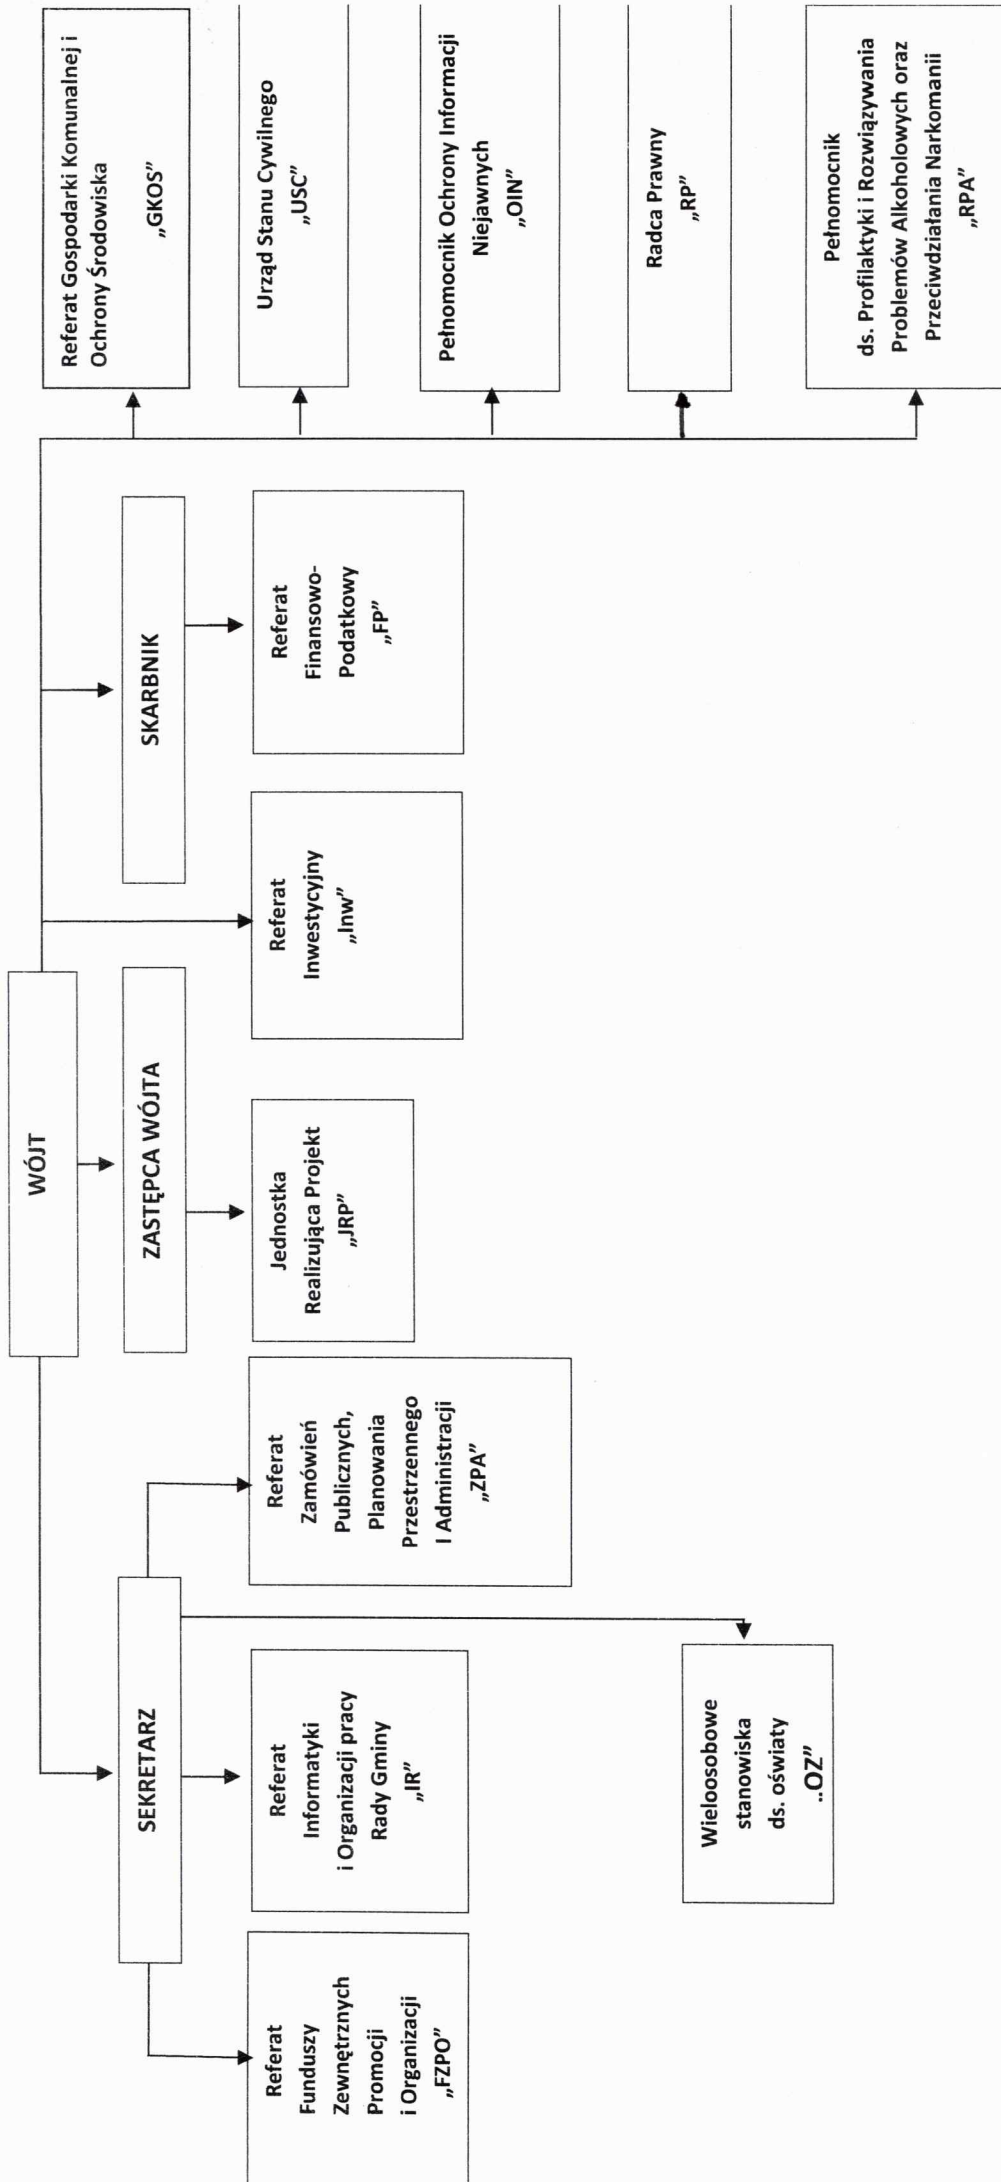 WÓJT
SEKRETARZ
ZASTĘPCA WÓJTA
SKARBNIK
Referat
Funduszy
Zewnętrznych
Promocji
i Organizacji
„FZPO”
Referat
Informatyki
i Organizacji pracy
Rady Gminy
„IR”
Referat
Zamówień
Publicznych,
Planowania
Przestrzennego
I Administracji
„ZPA”
Jednostka
Realizująca Projekt
„JRP”
Referat
Inwestycyjny
„Inw”
Referat
Finansowo-
Podatkowy
„FP”
Wieloosobowe
stanowiska
ds. oświaty
„OZ”
Referat Gospodarki Komunalnej i
Ochrony Środowiska
„GKOS”
Urząd Stanu Cywilnego
„USC”
Pełnomocnik Ochrony Informacji
Niejawnych
„OIN”
Radca Prawny
„RP”
Pełnomocnik
ds. Profilaktyki i Rozwiązywania
Problemów Alkoholowych oraz
Przeciwdziałania Narkomanii
„RPA”